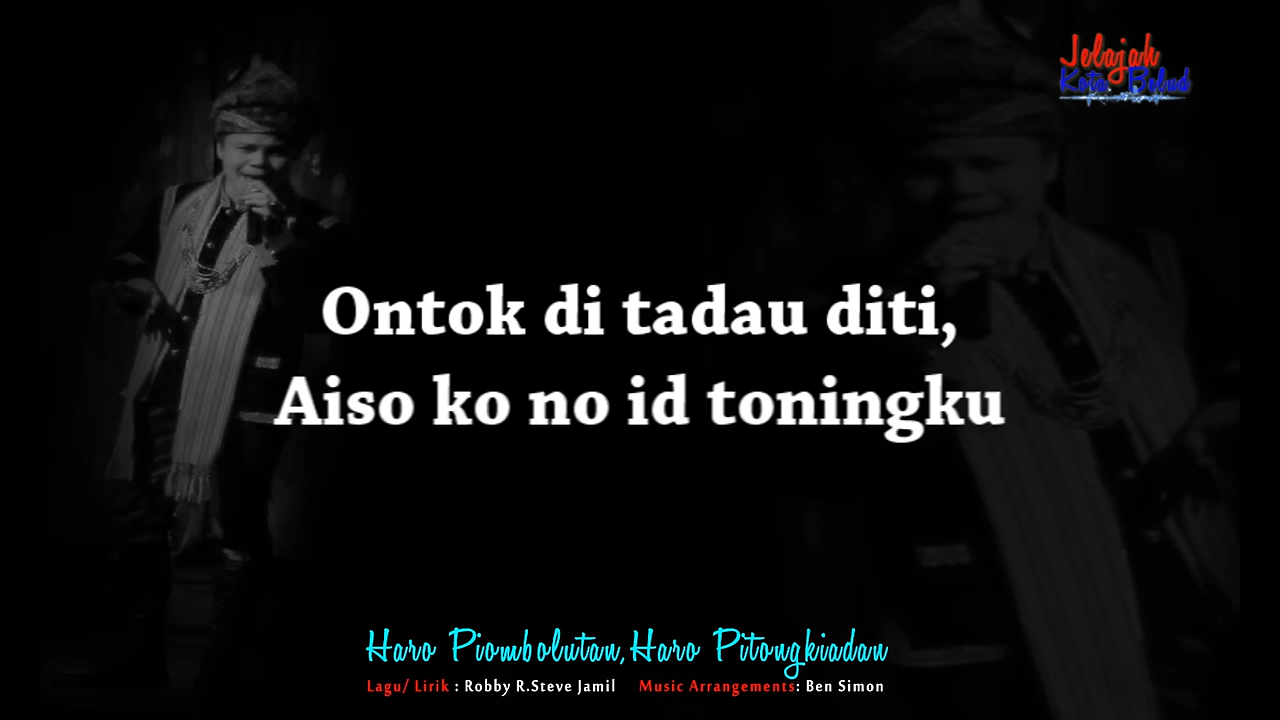 Jelajah
Kota Belud
Ontok di tadau diti,
Aiso ko no id toningku
Haro Piombolutan, Haro Pitongkiadan
Lagu/ Lirik : Robby R.Steve Jamil Music Arrangements: Ben Simon